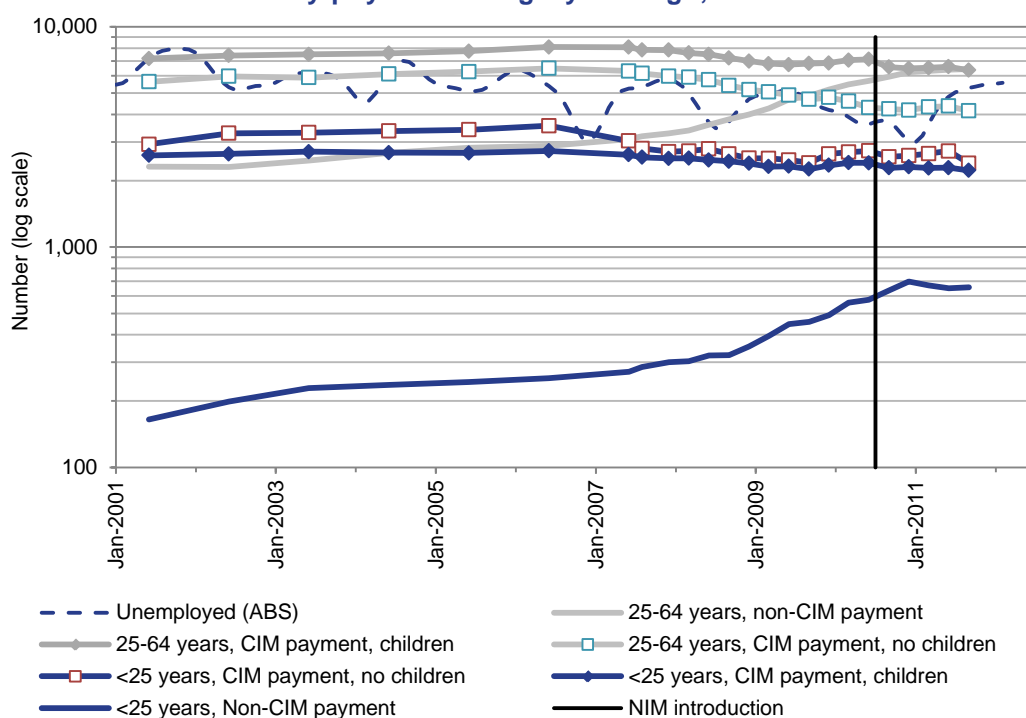 10,000
1,000
100
Number (log scale)
Jan-2001
Jan-2003
Jan-2005
Jan-2007
Jan-2009
Jan-2011
Unemployed (ABS)
25-64 years, non-CIM payment
25-64 years, CIM payment, children
25-64 years, CIM payment, no children
<25 years, CIM payment, no children
<25 years, CIM payment, children
<25 years, Non-CIM payment
NIM introduction